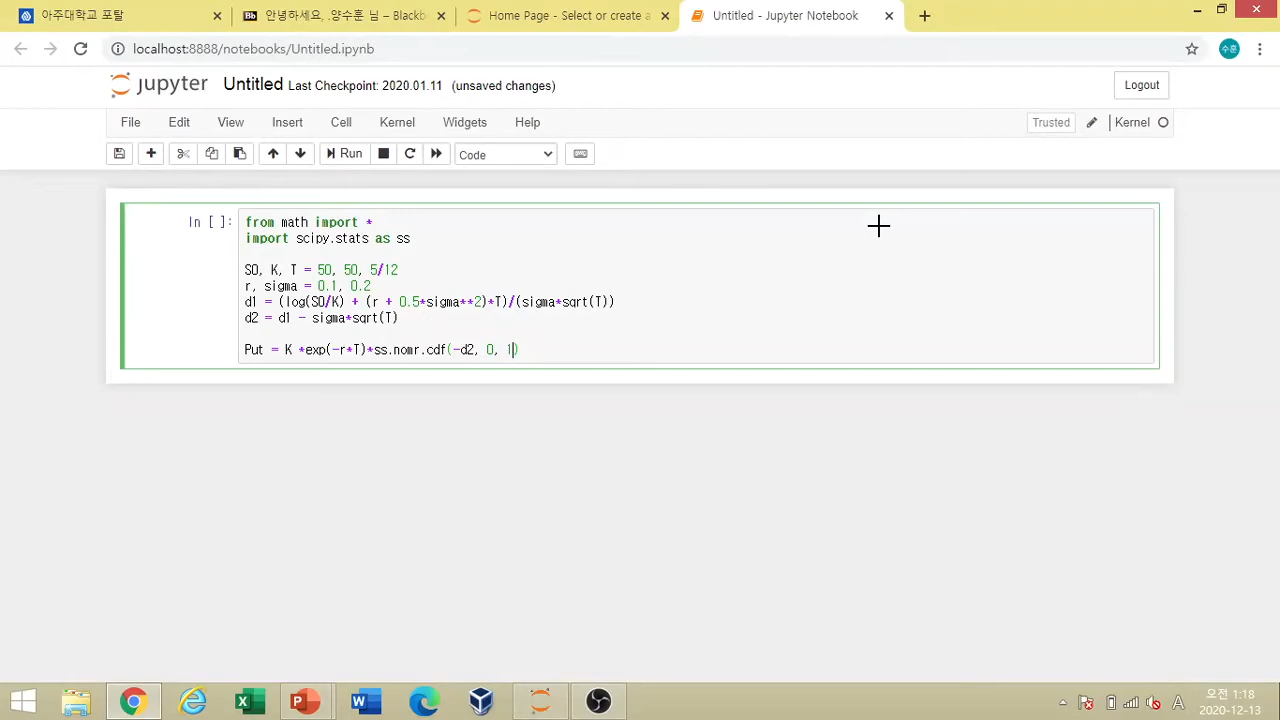 아주대학교 포탈
Bb 안녕하세요, .양수훈 님 – Blackb
Home Page - Select or create a
Untitled - Jupyter Notebook
localhost:8888/notebooks/Untitled.ipynb
수훈
jupyter Untitled Last Checkpoint: 2020.01.11 (unsaved changes)
Logout
File Edit View Insert Cell Kernel Widgets Help
Trusted
Kernel
Run
Code
In [ ]:
from math import *
import scipy.stats as ss
S0, K, T = 50, 50, 5/12
r, sigma = 0.1, 0.2
d1 = (log(S0/K) + (r + 0.5*sigma**2)*T)/(sigma*sqrt(T))
d2 = d1 - sigma*sqrt(T)
Put = K *exp(-r*T)*ss.nomr.cdf(-d2, 0, 1)
A
오전 1:18
2020-12-13